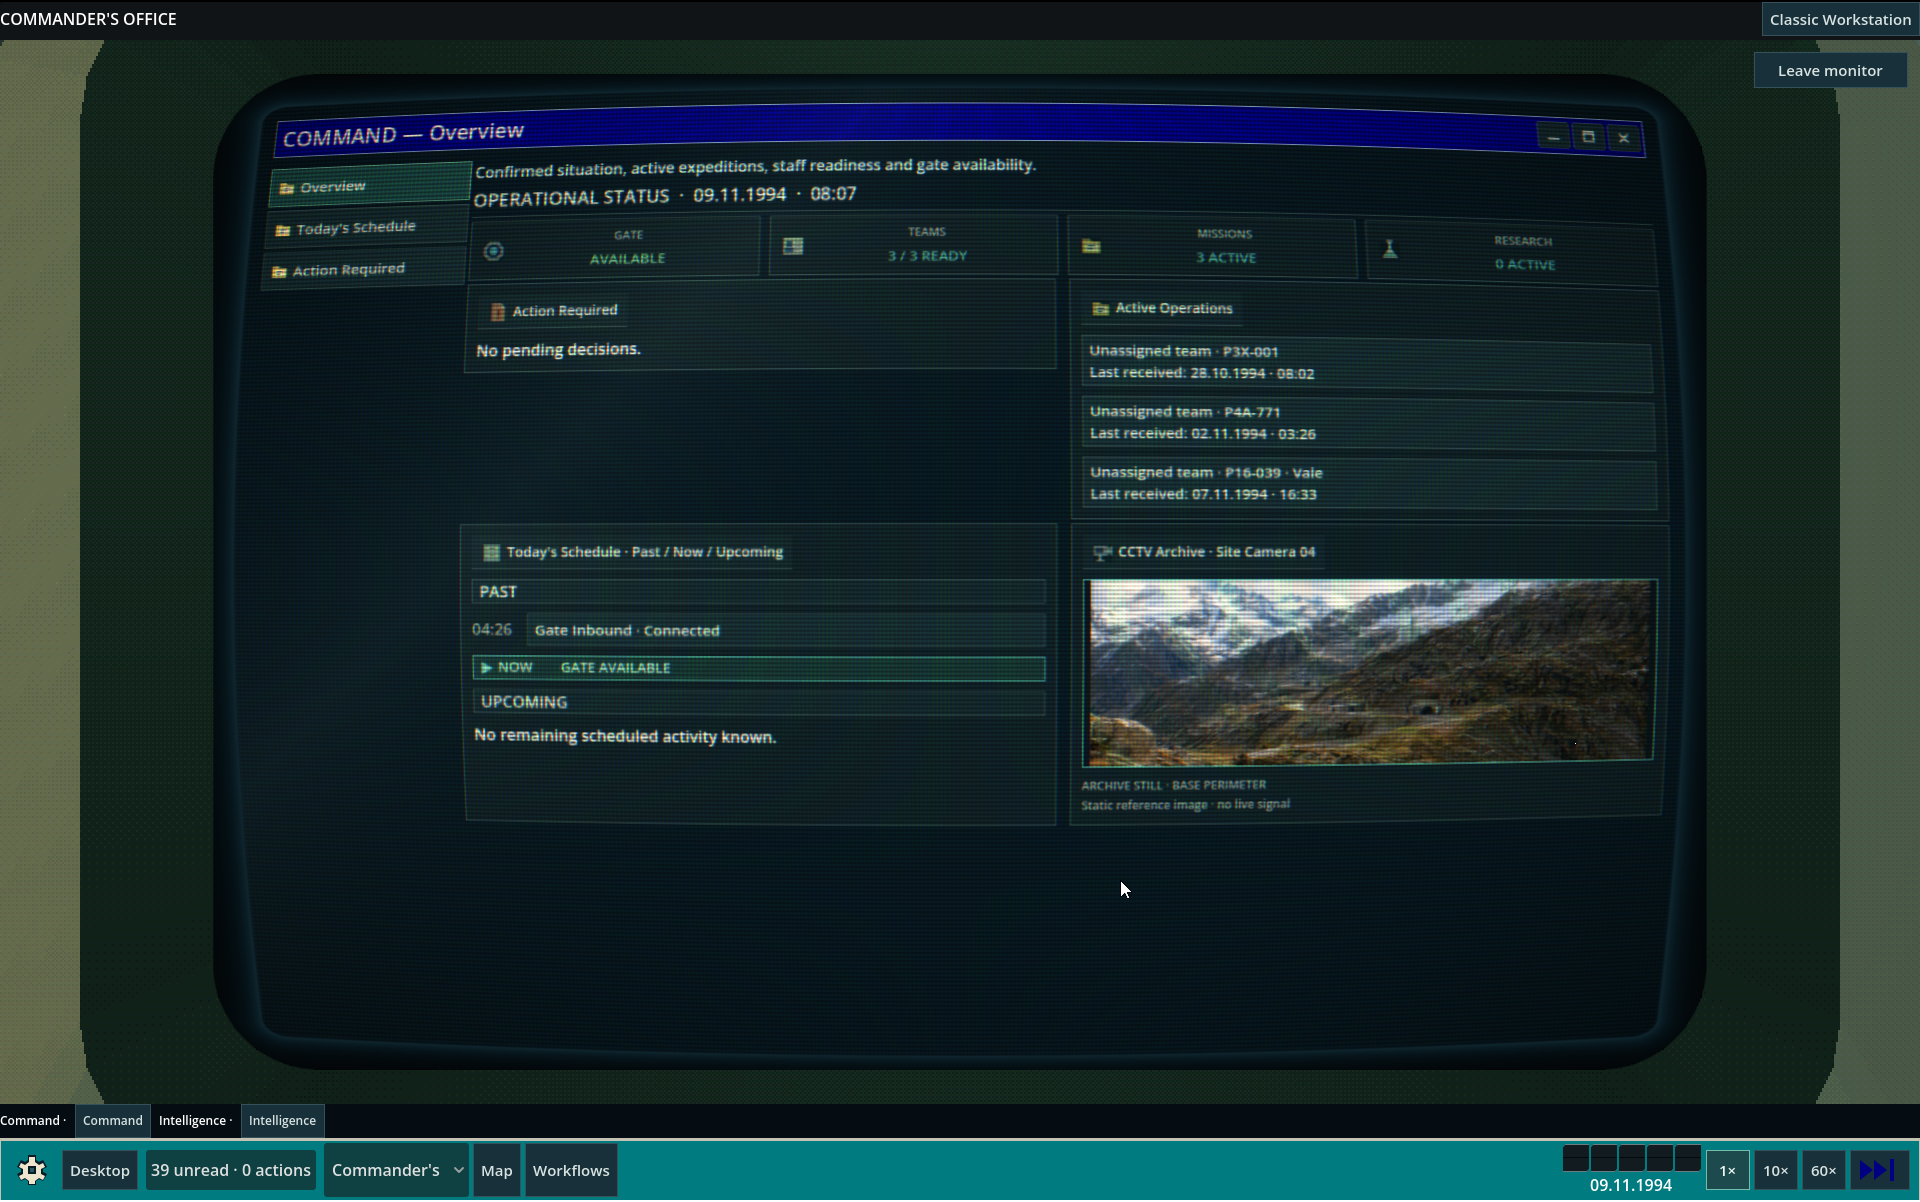 COMMANDER'S OFFICE
Classic Workstation
Leave monitor
COMMAND — Overview
Overview
Today's Schedule
Action Required
Confirmed situation, active expeditions, staff readiness and gate availability.
OPERATIONAL STATUS · 09.11.1994 · 08:07
GATE
AVAILABLE
TEAMS
3 / 3 READY
MISSIONS
3 ACTIVE
RESEARCH
0 ACTIVE
Action Required
No pending decisions.
Active Operations
Unassigned team · P3X-001
Last received: 28.10.1994 · 08:02
Unassigned team · P4A-771
Last received: 02.11.1994 · 03:26
Unassigned team · P16-039 · Vale
Last received: 07.11.1994 · 16:33
Today's Schedule · Past / Now / Upcoming
PAST
04:26 Gate Inbound · Connected
▶ NOW GATE AVAILABLE
UPCOMING
No remaining scheduled activity known.
CCTV Archive · Site Camera 04
ARCHIVE STILL · BASE PERIMETER
Static reference image · no live signal
Command · Command Intelligence · Intelligence
Desktop
39 unread · 0 actions
Commander's
Map
Workflows
1×
10×
60×
09.11.1994